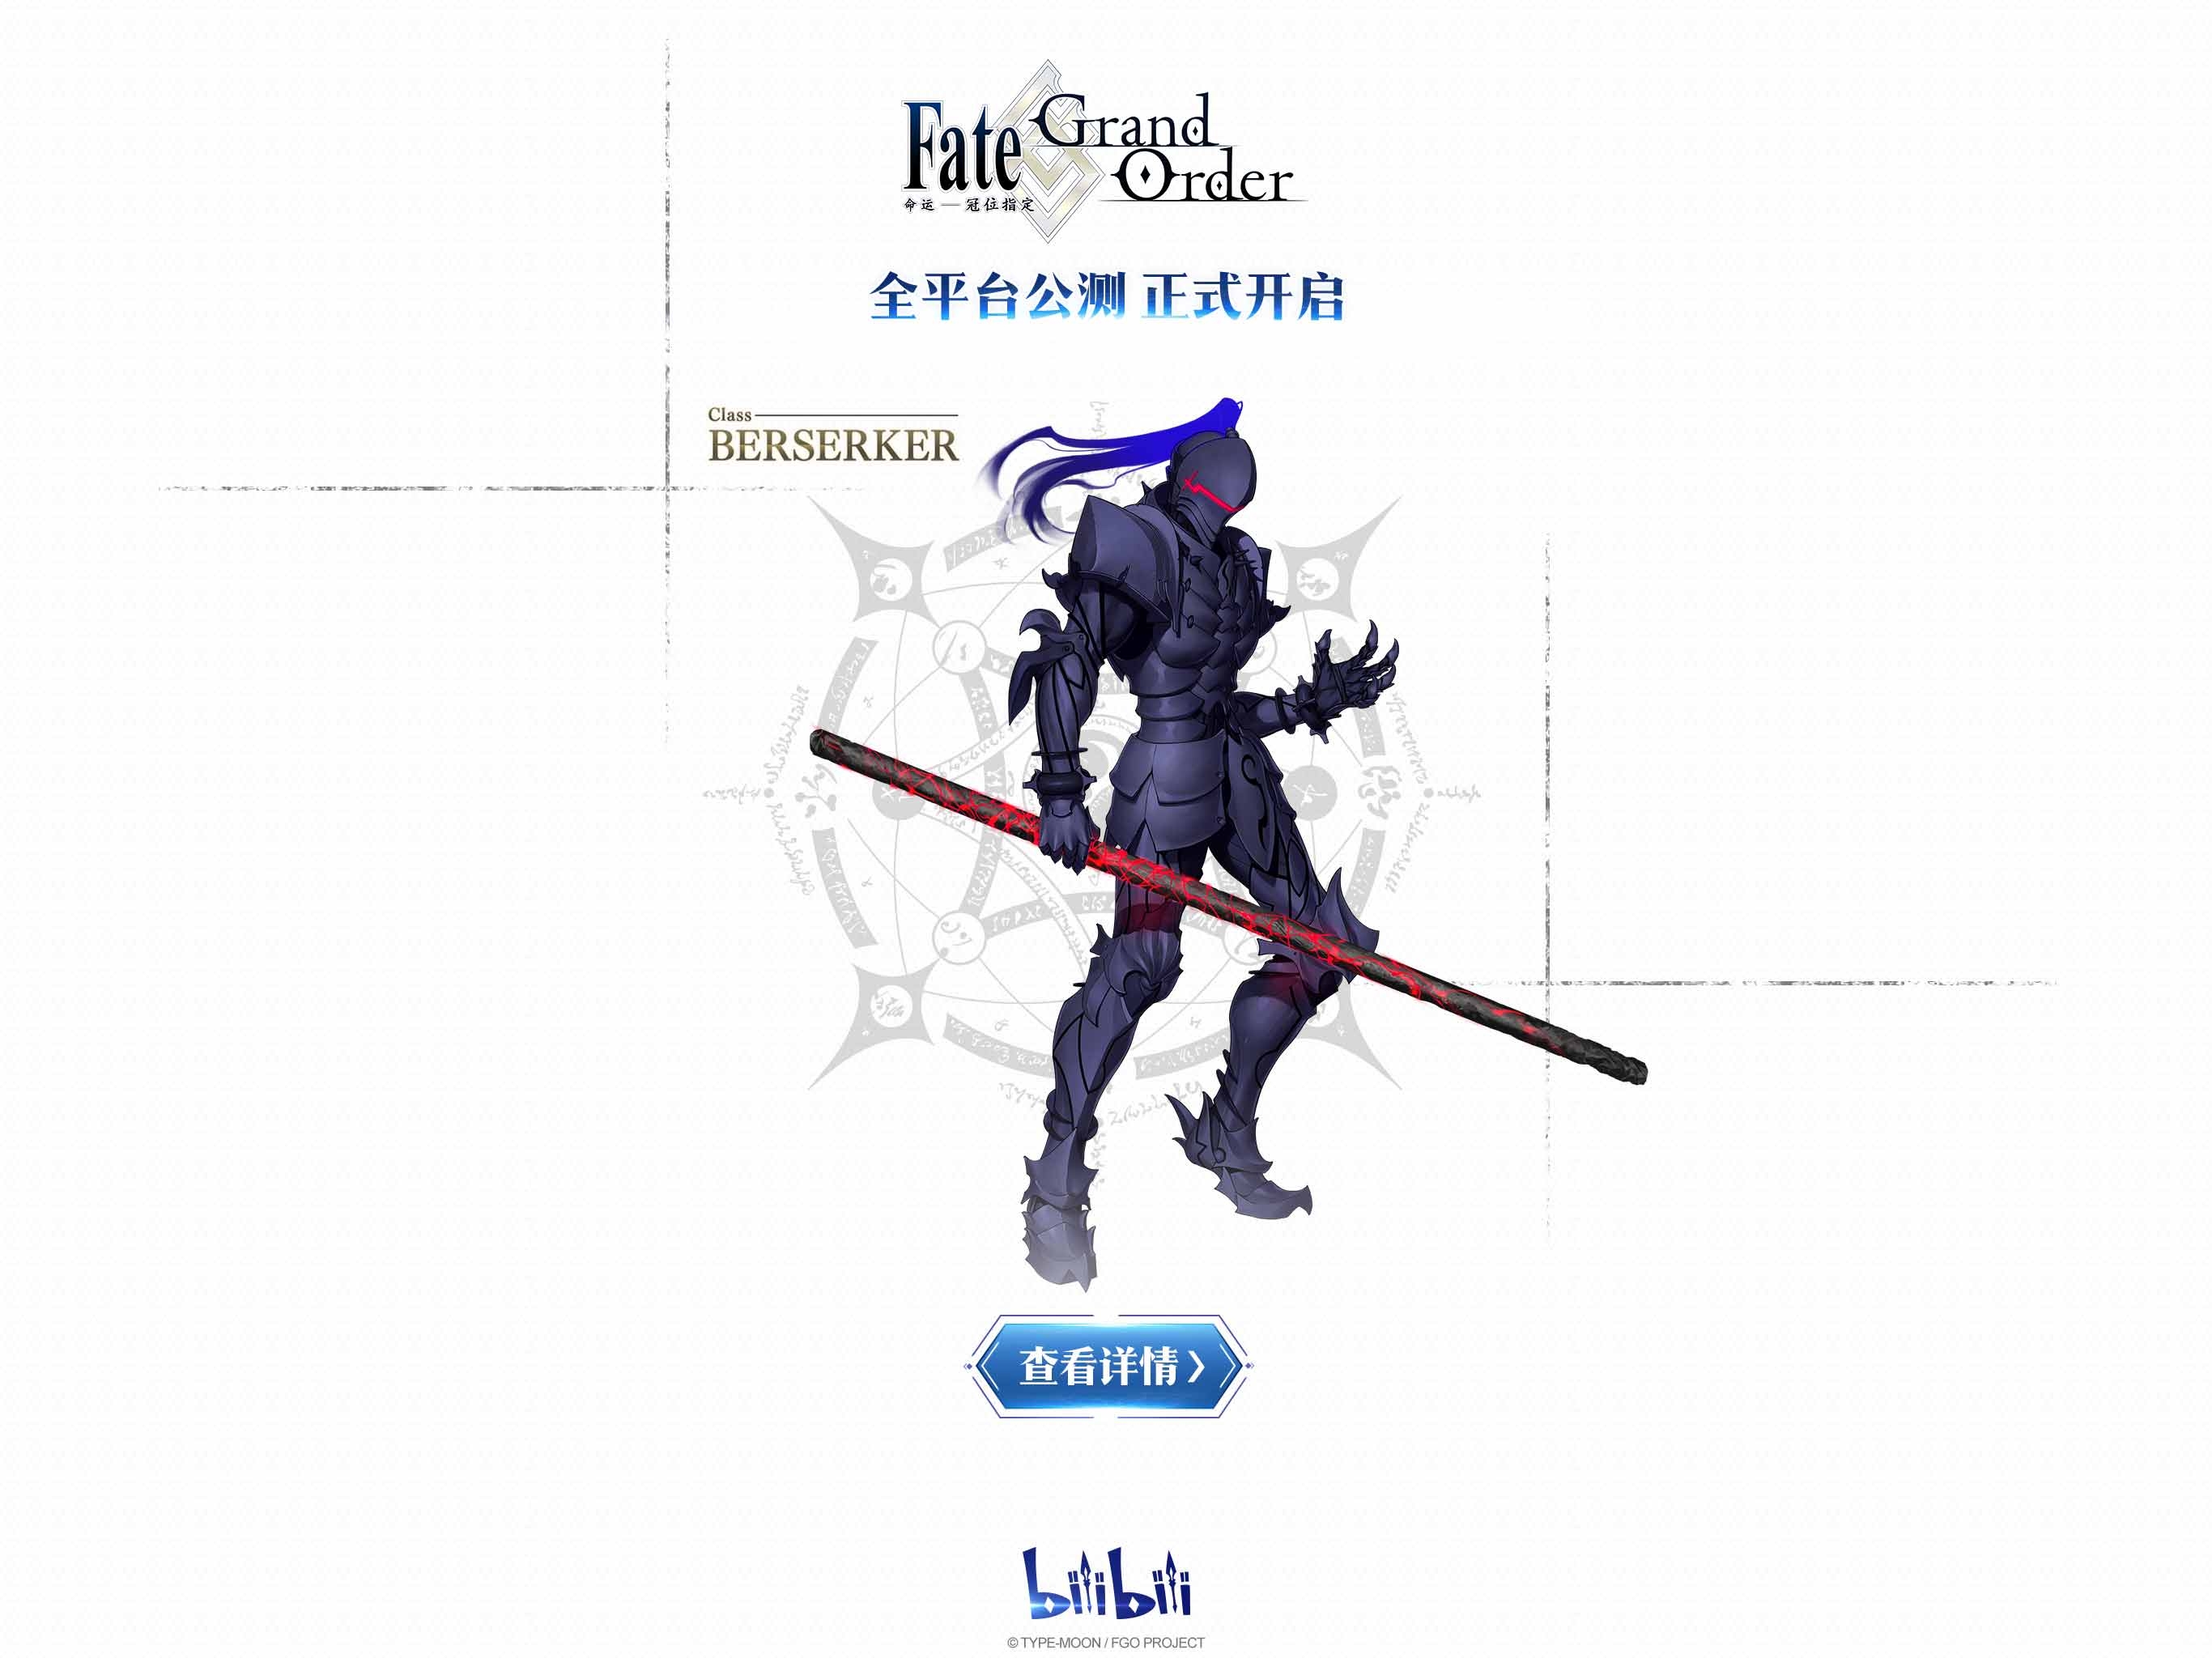 Fate Grand Order
命运—冠位指定
全平台公测 正式开启
Class
BERSERKER
查看详情 〉
bilibili
© TYPE-MOON / FGO PROJECT